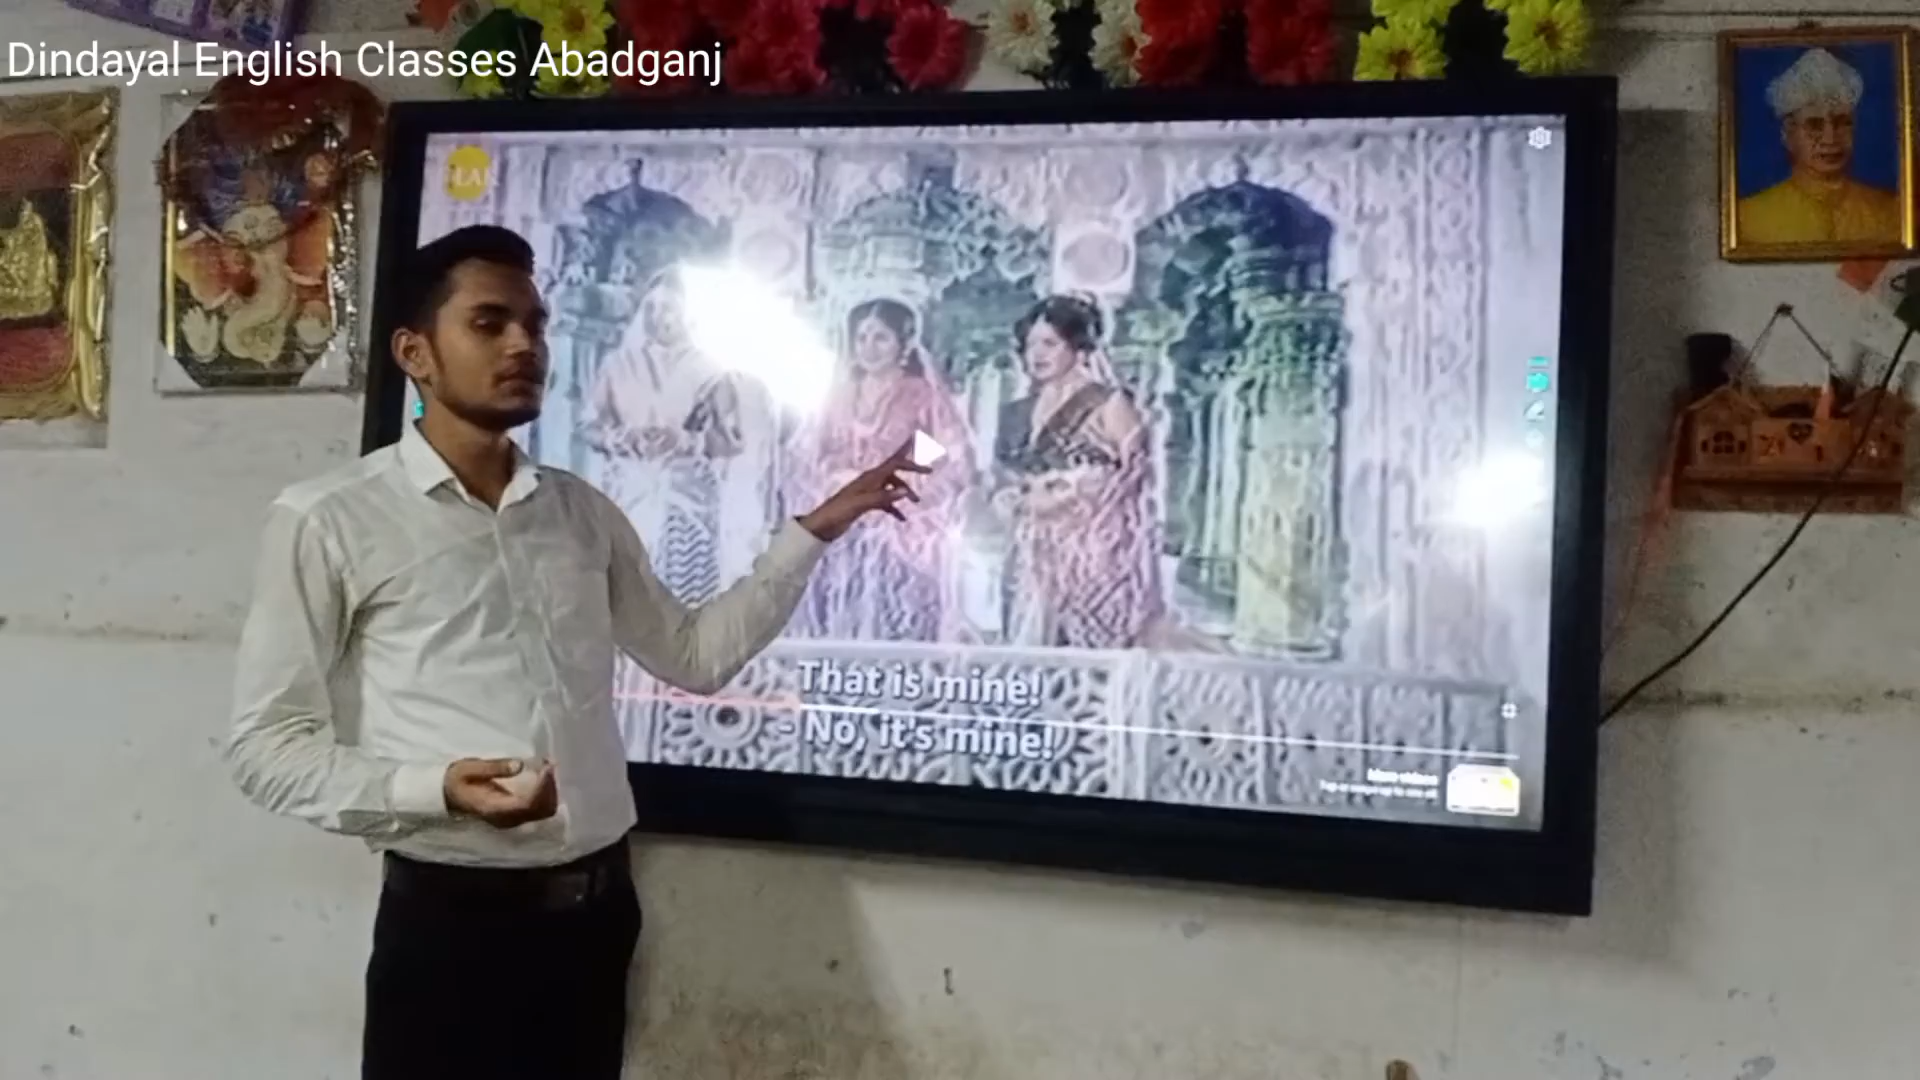 Dindayal English Classes Abadganj
That is mine!
- No, it's mine!